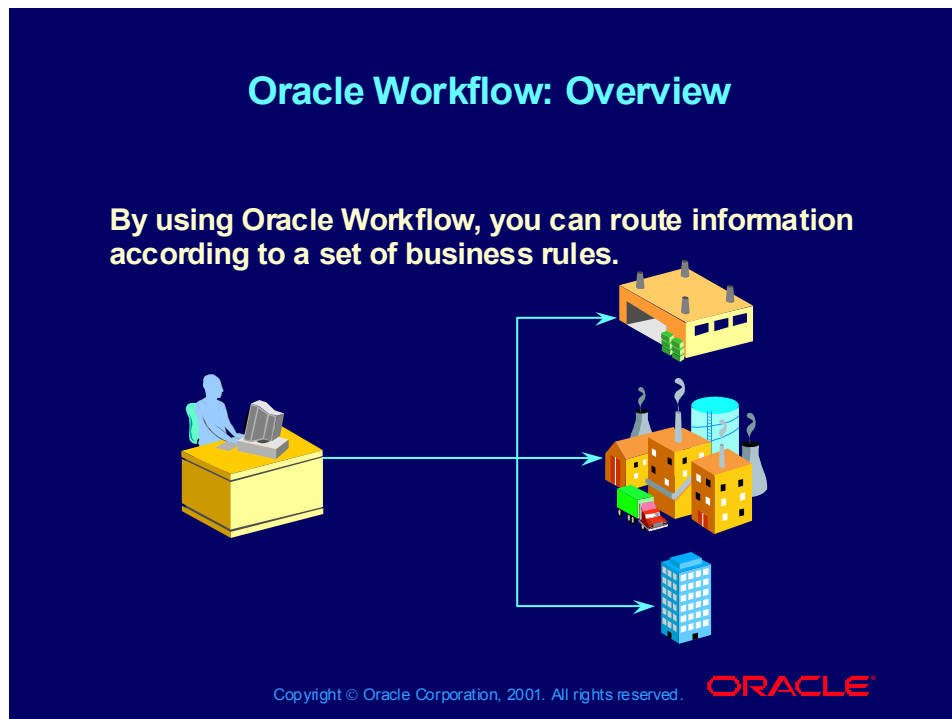 Oracle Workflow: Overview
By using Oracle Workflow, you can route information
according to a set of business rules.
Copyright © Oracle Corporation, 2001. All rights reserved.
ORACLE®